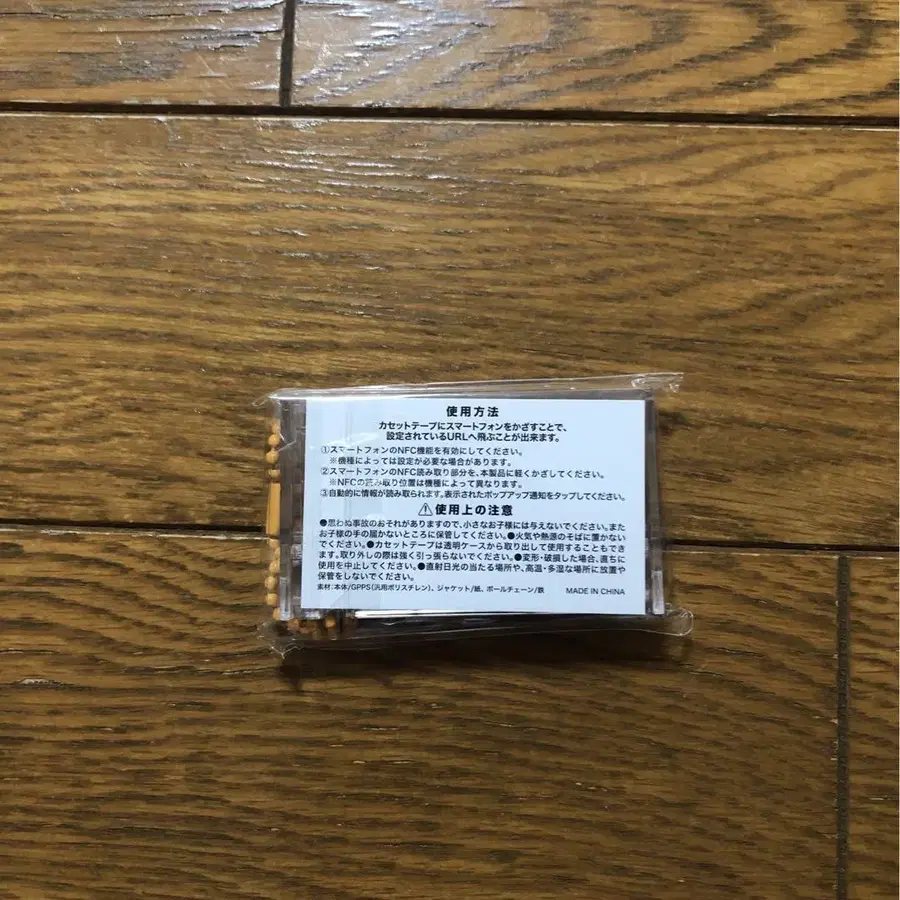 使用方法
カセットテープにスマートフォンをかざすことで、
設定されているURLへ飛ぶことが出来ます。
①スマートフォンのNFC機能を有効にしてください。
※機種によっては設定が必要な場合があります。
②スマートフォンのNFC読み取り部分を、本製品に軽くかざしてください。
※NFCの読み取り位置は機種によって異なります。
③自動的に情報が読み取られます。表示されたポップアップ通知をタップしてください。
⚠使用上の注意
●思わぬ事故のおそれがありますので、小さなお子様には与えないでください。また
お子様の手の届かないところに保管してください。●火気や熱源のそばに置かない
でください。●カセットテープは透明ケースから取り出して使用することもでき
ます。取り外しの際は強く引っ張らないでください。●変形・破損した場合、直ちに
使用を中止してください。●直射日光の当たる場所や、高温・多湿な場所に放置や
保管をしないでください。
素材:本体/GPPS(汎用ポリスチレン)、ジャケット/紙、ボールチェーン/鉄 MADE IN CHINA